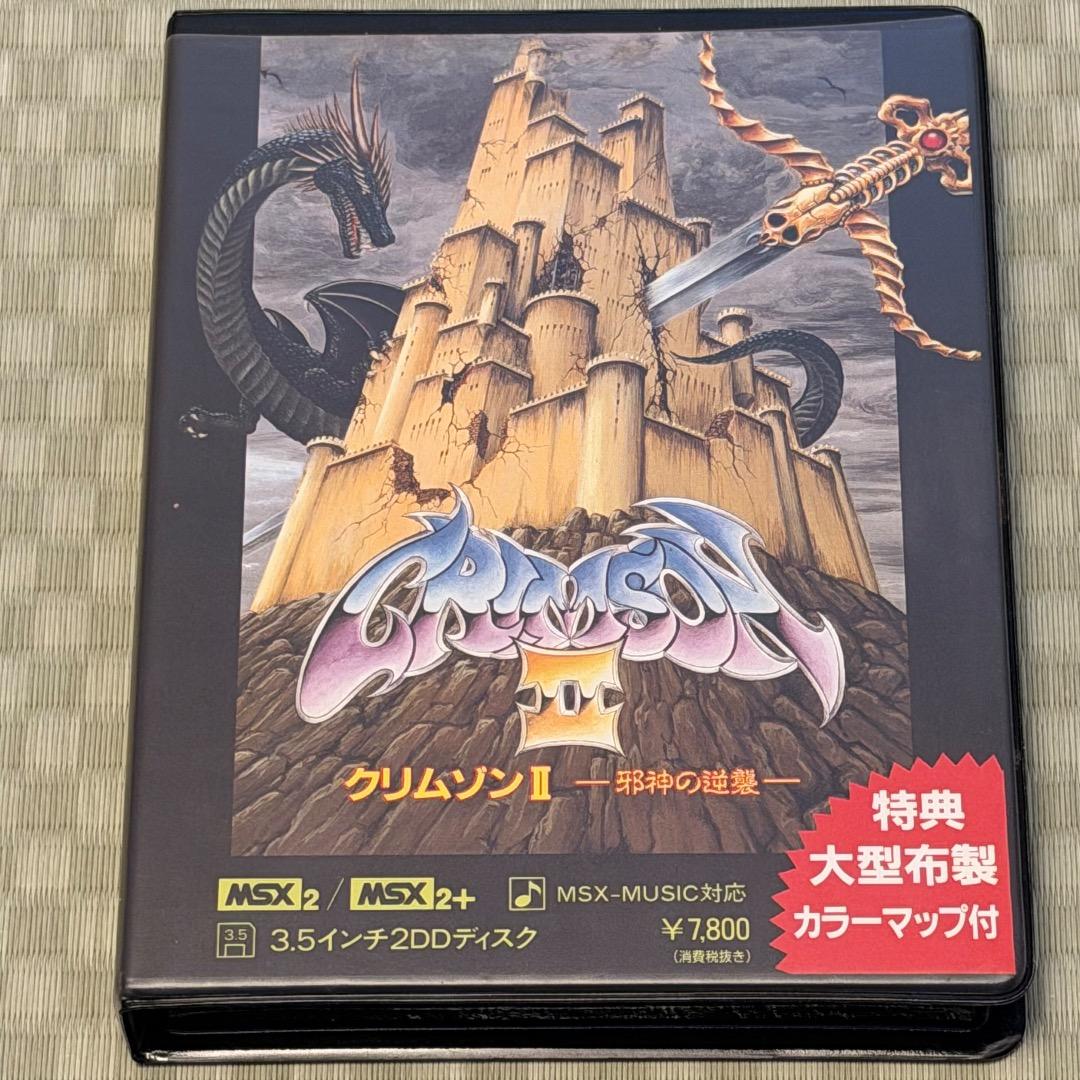 CRIMSON
II
クリムゾンII ―邪神の逆襲―
MSX2 / MSX2+ MSX-MUSIC対応
3.5 3.5インチ2DDディスク
¥7,800
(消費税抜き)
特典
大型布製
カラーマップ付